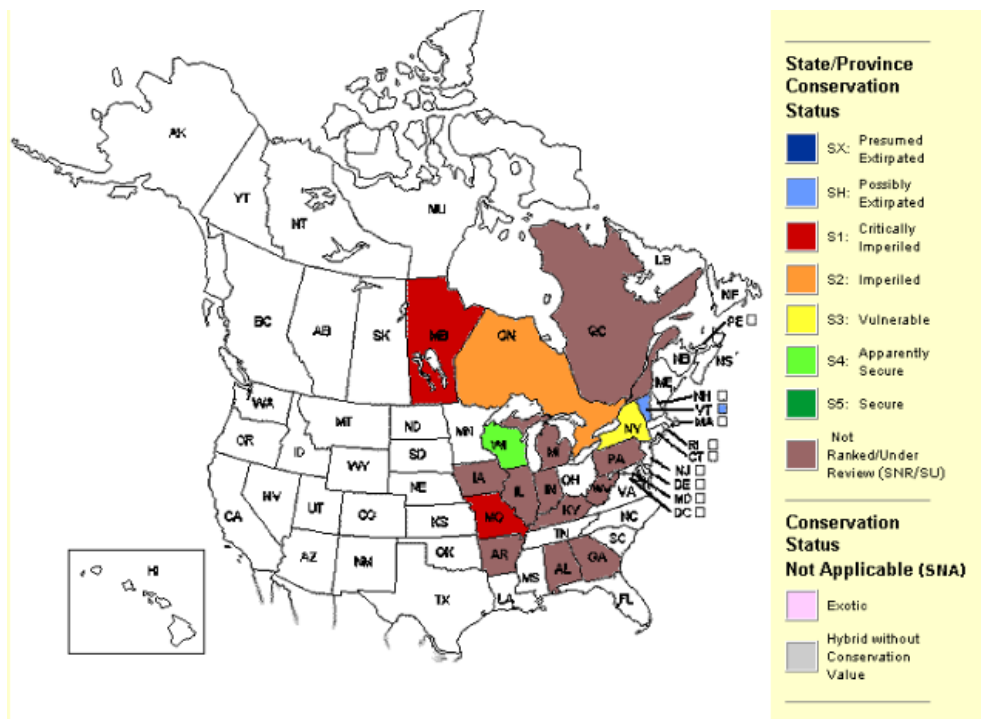 AK
YT
NT
NU
BC
AB
SK
MB
ON
QC
LB
NF
PE
NB
NS
ME
NH
VT
MA
RI
CT
NJ
DE
MD
DC
WA
OR
CA
ID
NV
MT
WY
UT
AZ
CO
NM
ND
SD
NE
KS
OK
TX
MN
IA
MO
AR
LA
WI
IL
MI
IN
OH
KY
TN
MS
AL
GA
FL
SC
NC
VA
WV
PA
NY
HI
State/Province
Conservation
Status
SX: Presumed
Extirpated
SH: Possibly
Extirpated
S1: Critically
Imperiled
S2: Imperiled
S3: Vulnerable
S4: Apparently
Secure
S5: Secure
Not
Ranked/Under
Review (SNR/SU)
Conservation
Status
Not Applicable (SNA)
Exotic
Hybrid without
Conservation
Value